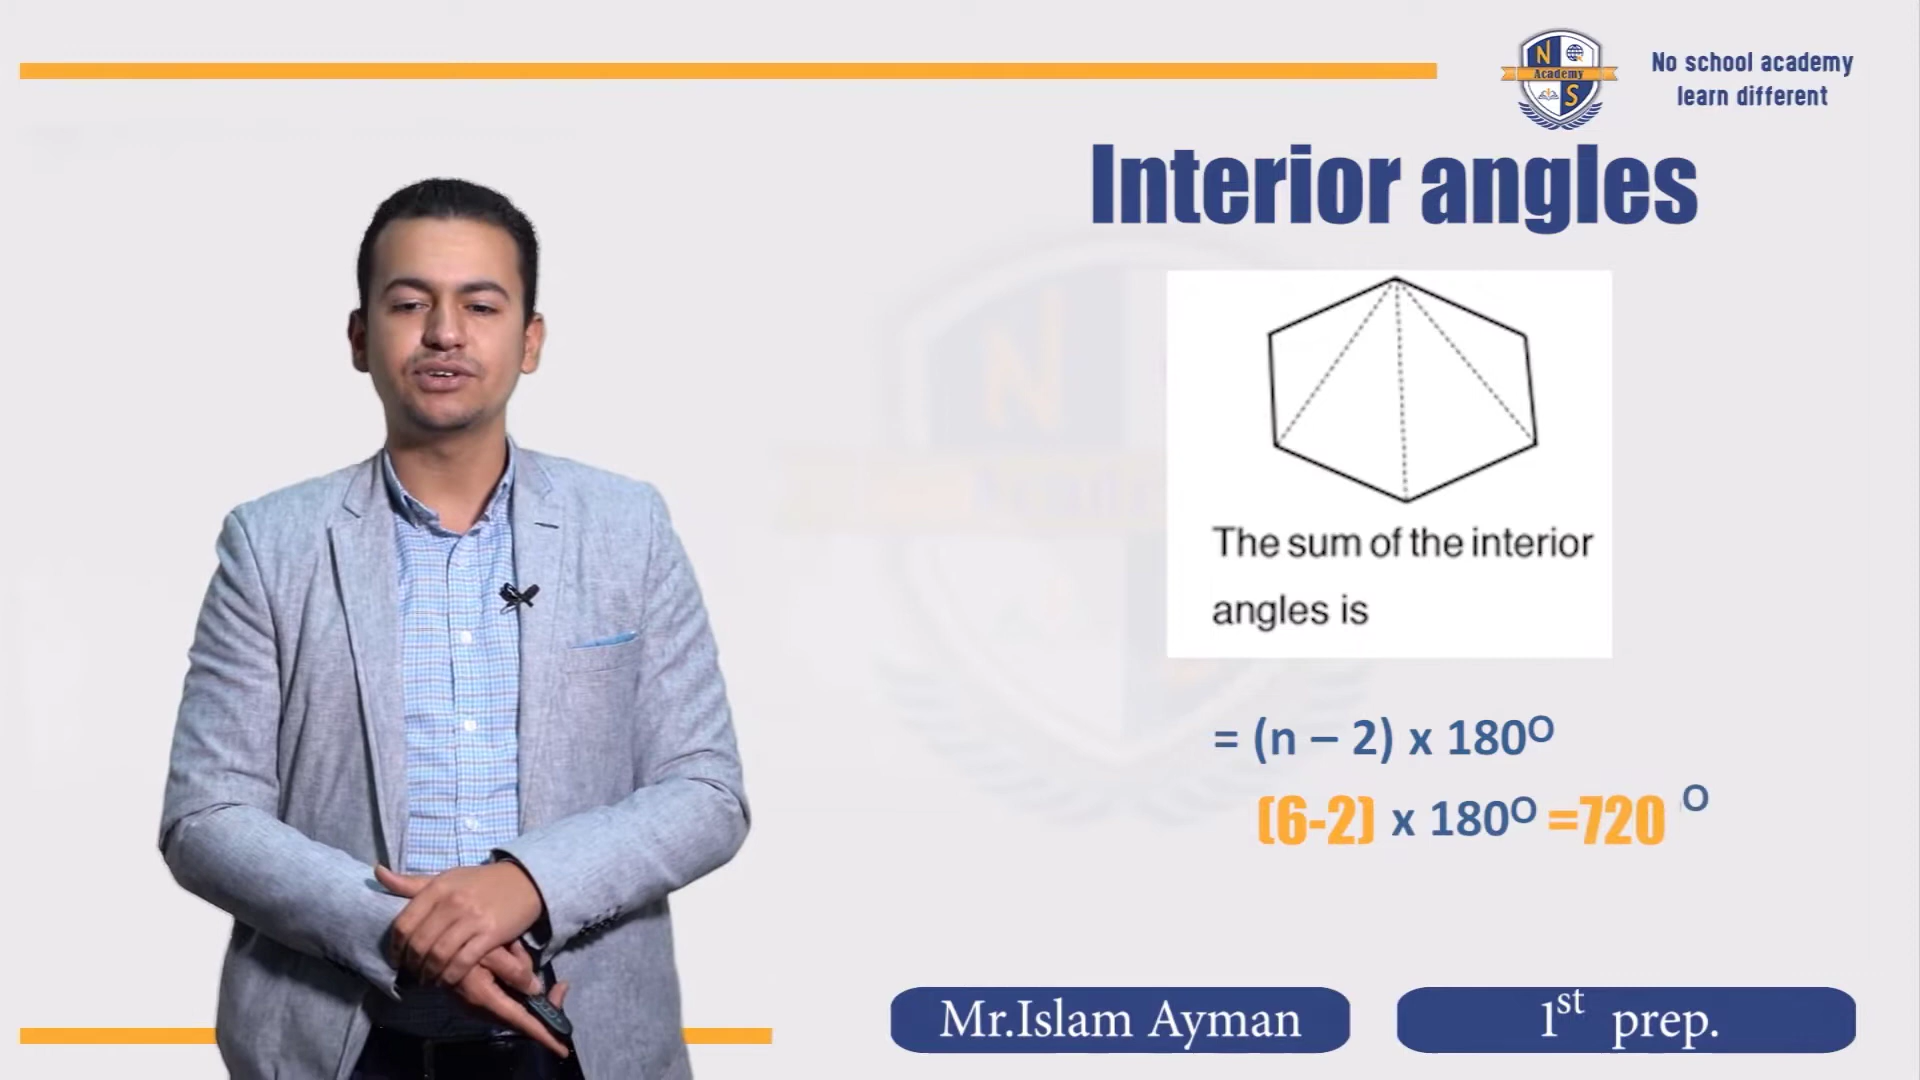 N
Academy
S
No school academy
learn different
Interior angles
The sum of the interior
angles is
= (n – 2) x 180º
(6-2) x 180º =720 º
Mr.Islam Ayman
1st prep.